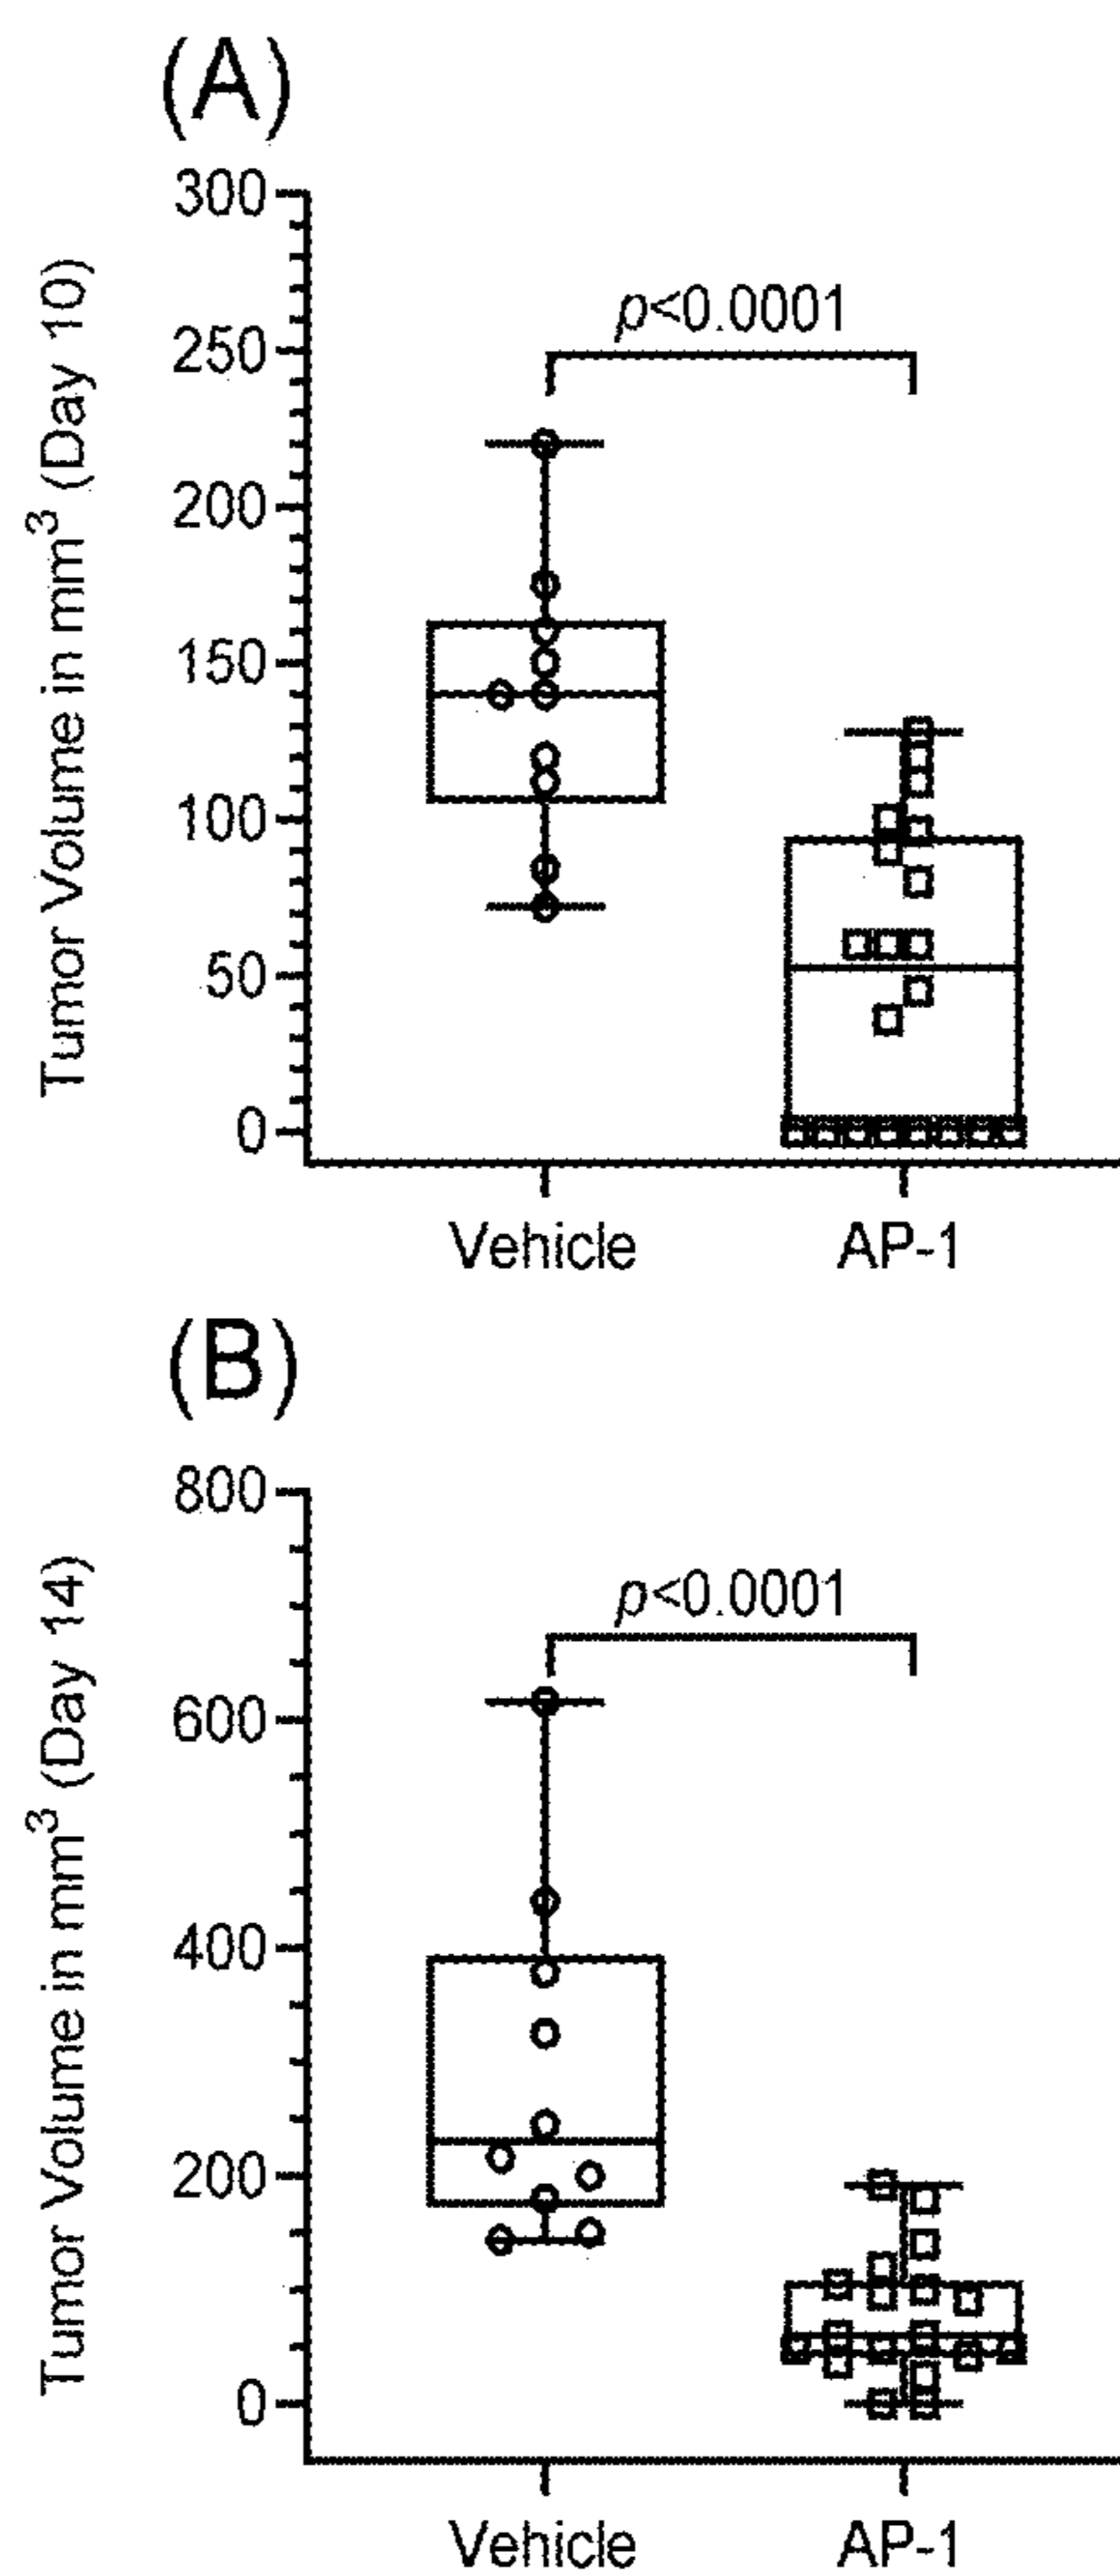 (A)
Tumor Volume in mm³ (Day 10)
300
250
200
150
100
50
0
p<0.0001
Vehicle AP-1
(B)
Tumor Volume in mm³ (Day 14)
800
600
400
200
0
p<0.0001
Vehicle AP-1